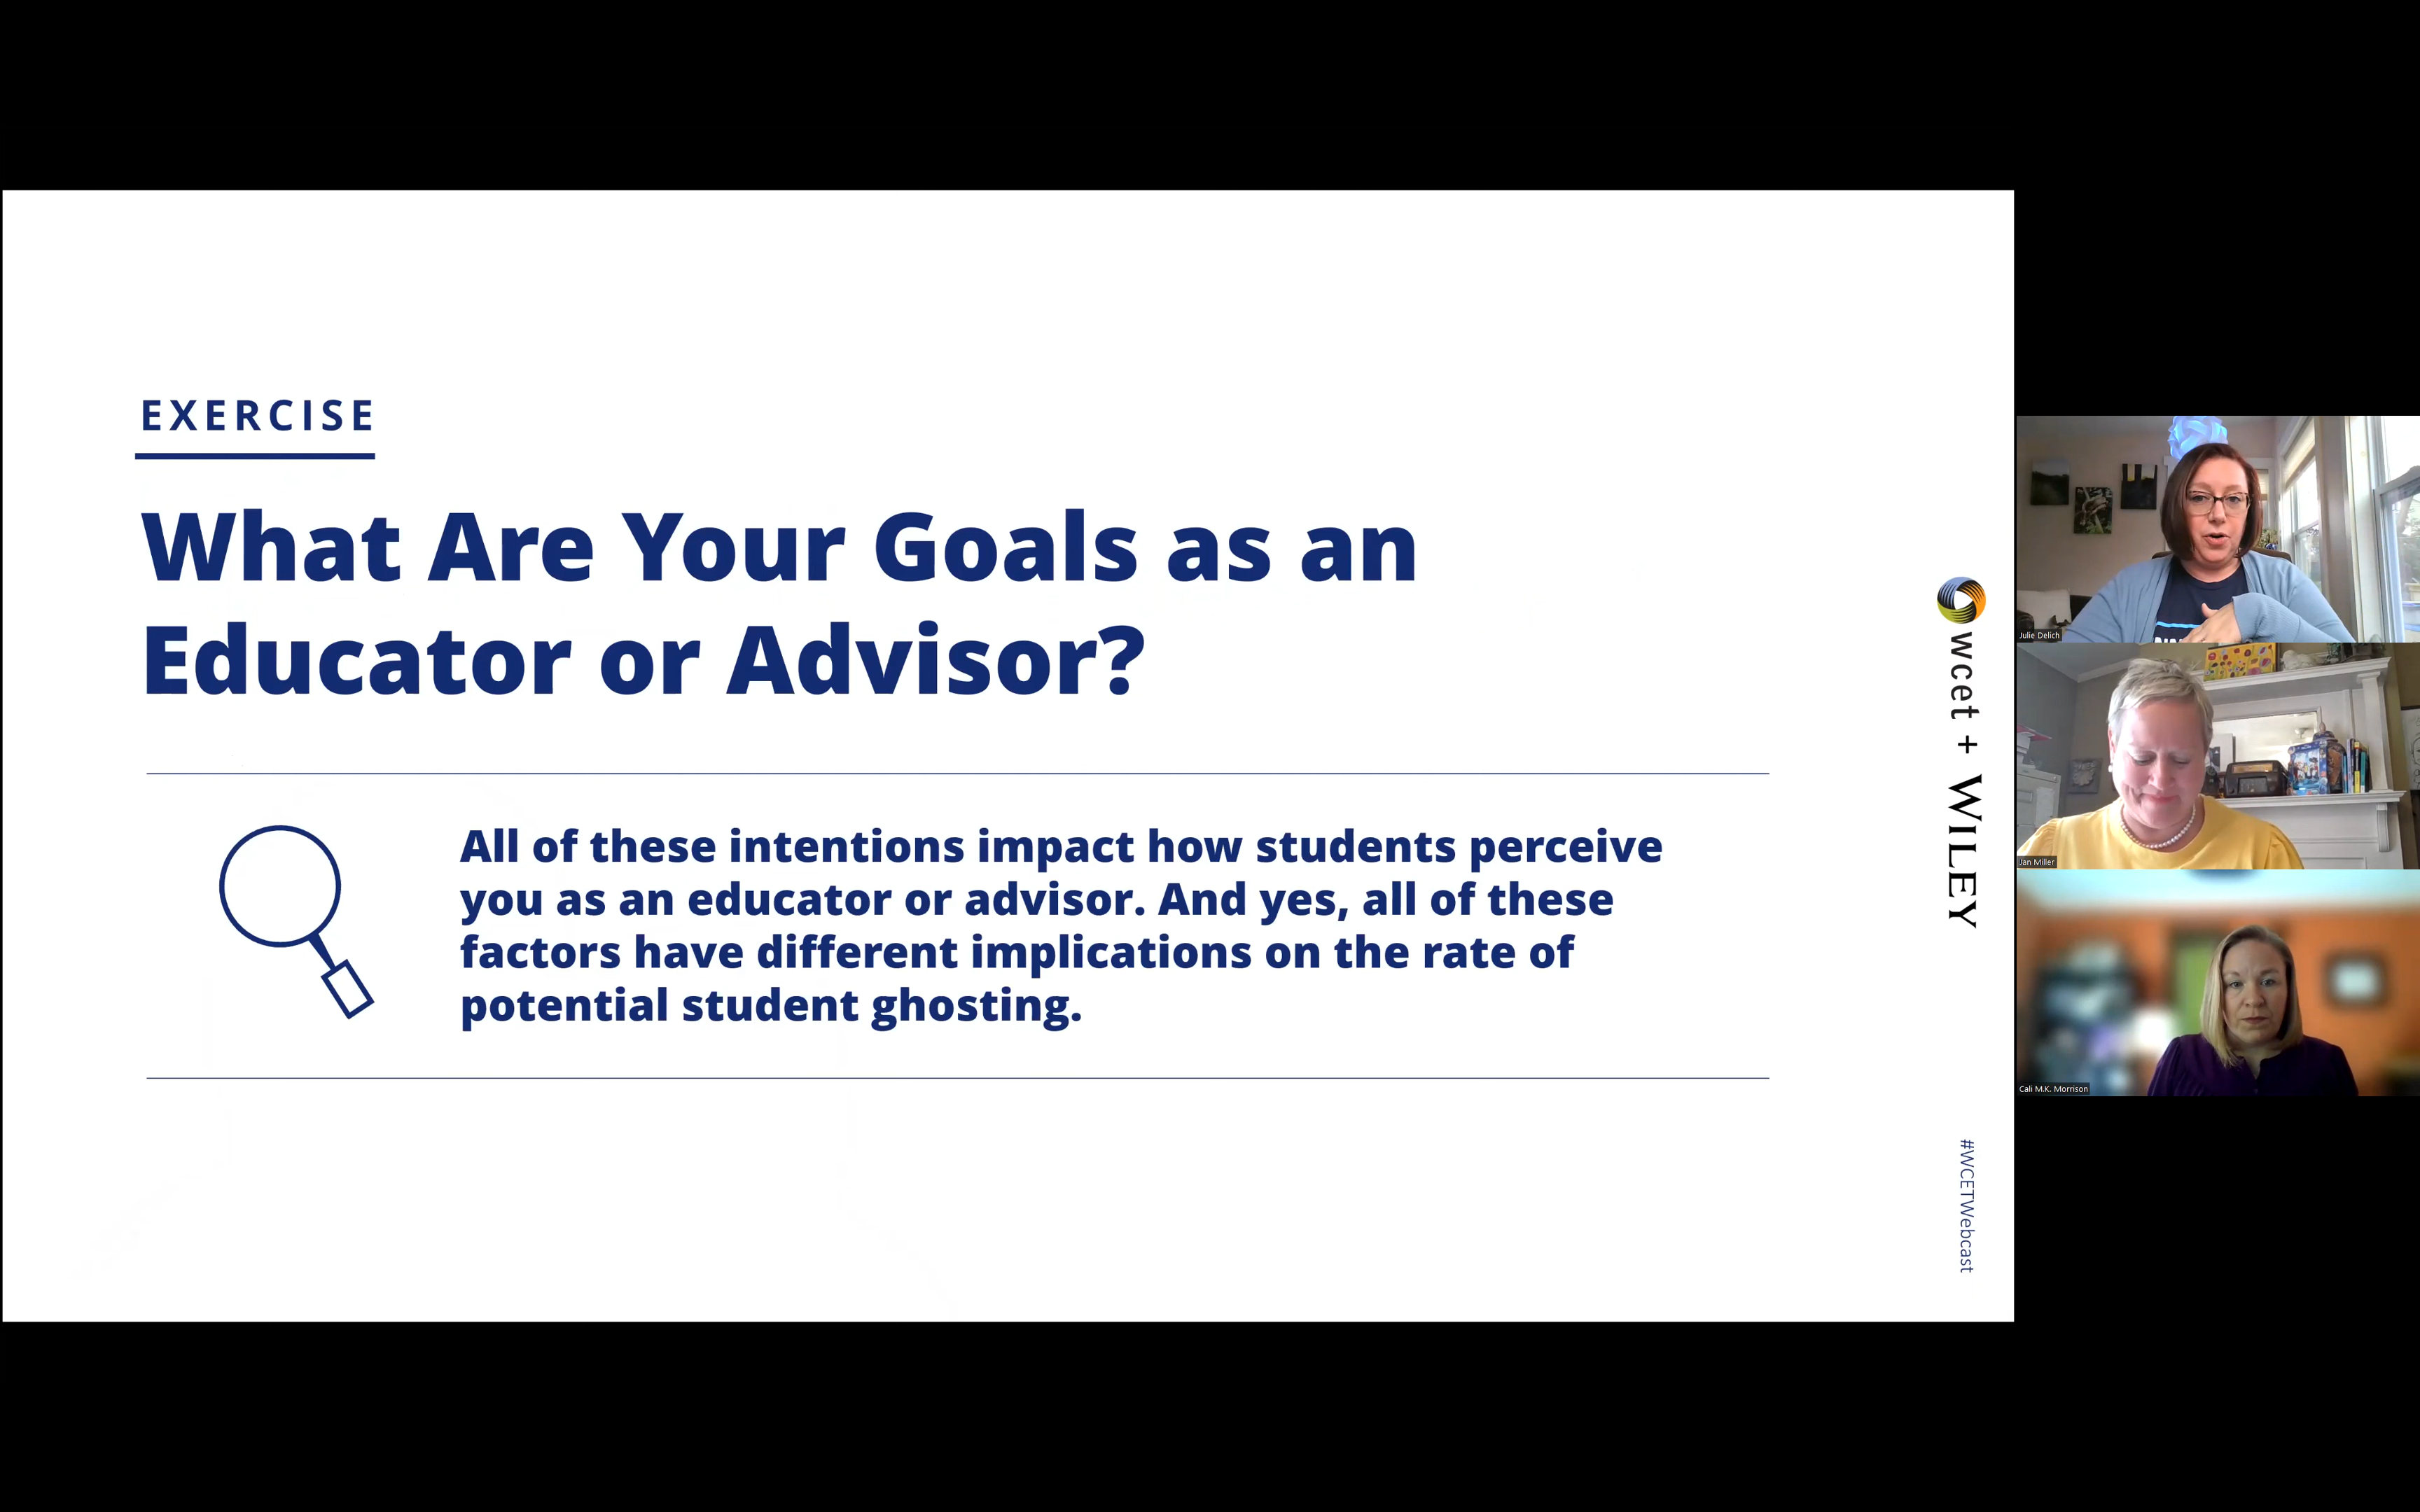 EXERCISE
What Are Your Goals as an
Educator or Advisor?
All of these intentions impact how students perceive
you as an educator or advisor. And yes, all of these
factors have different implications on the rate of
potential student ghosting.
wcet + WILEY
#WCETWebcast
Julie Delich
Jan Miller
Cali M.K. Morrison